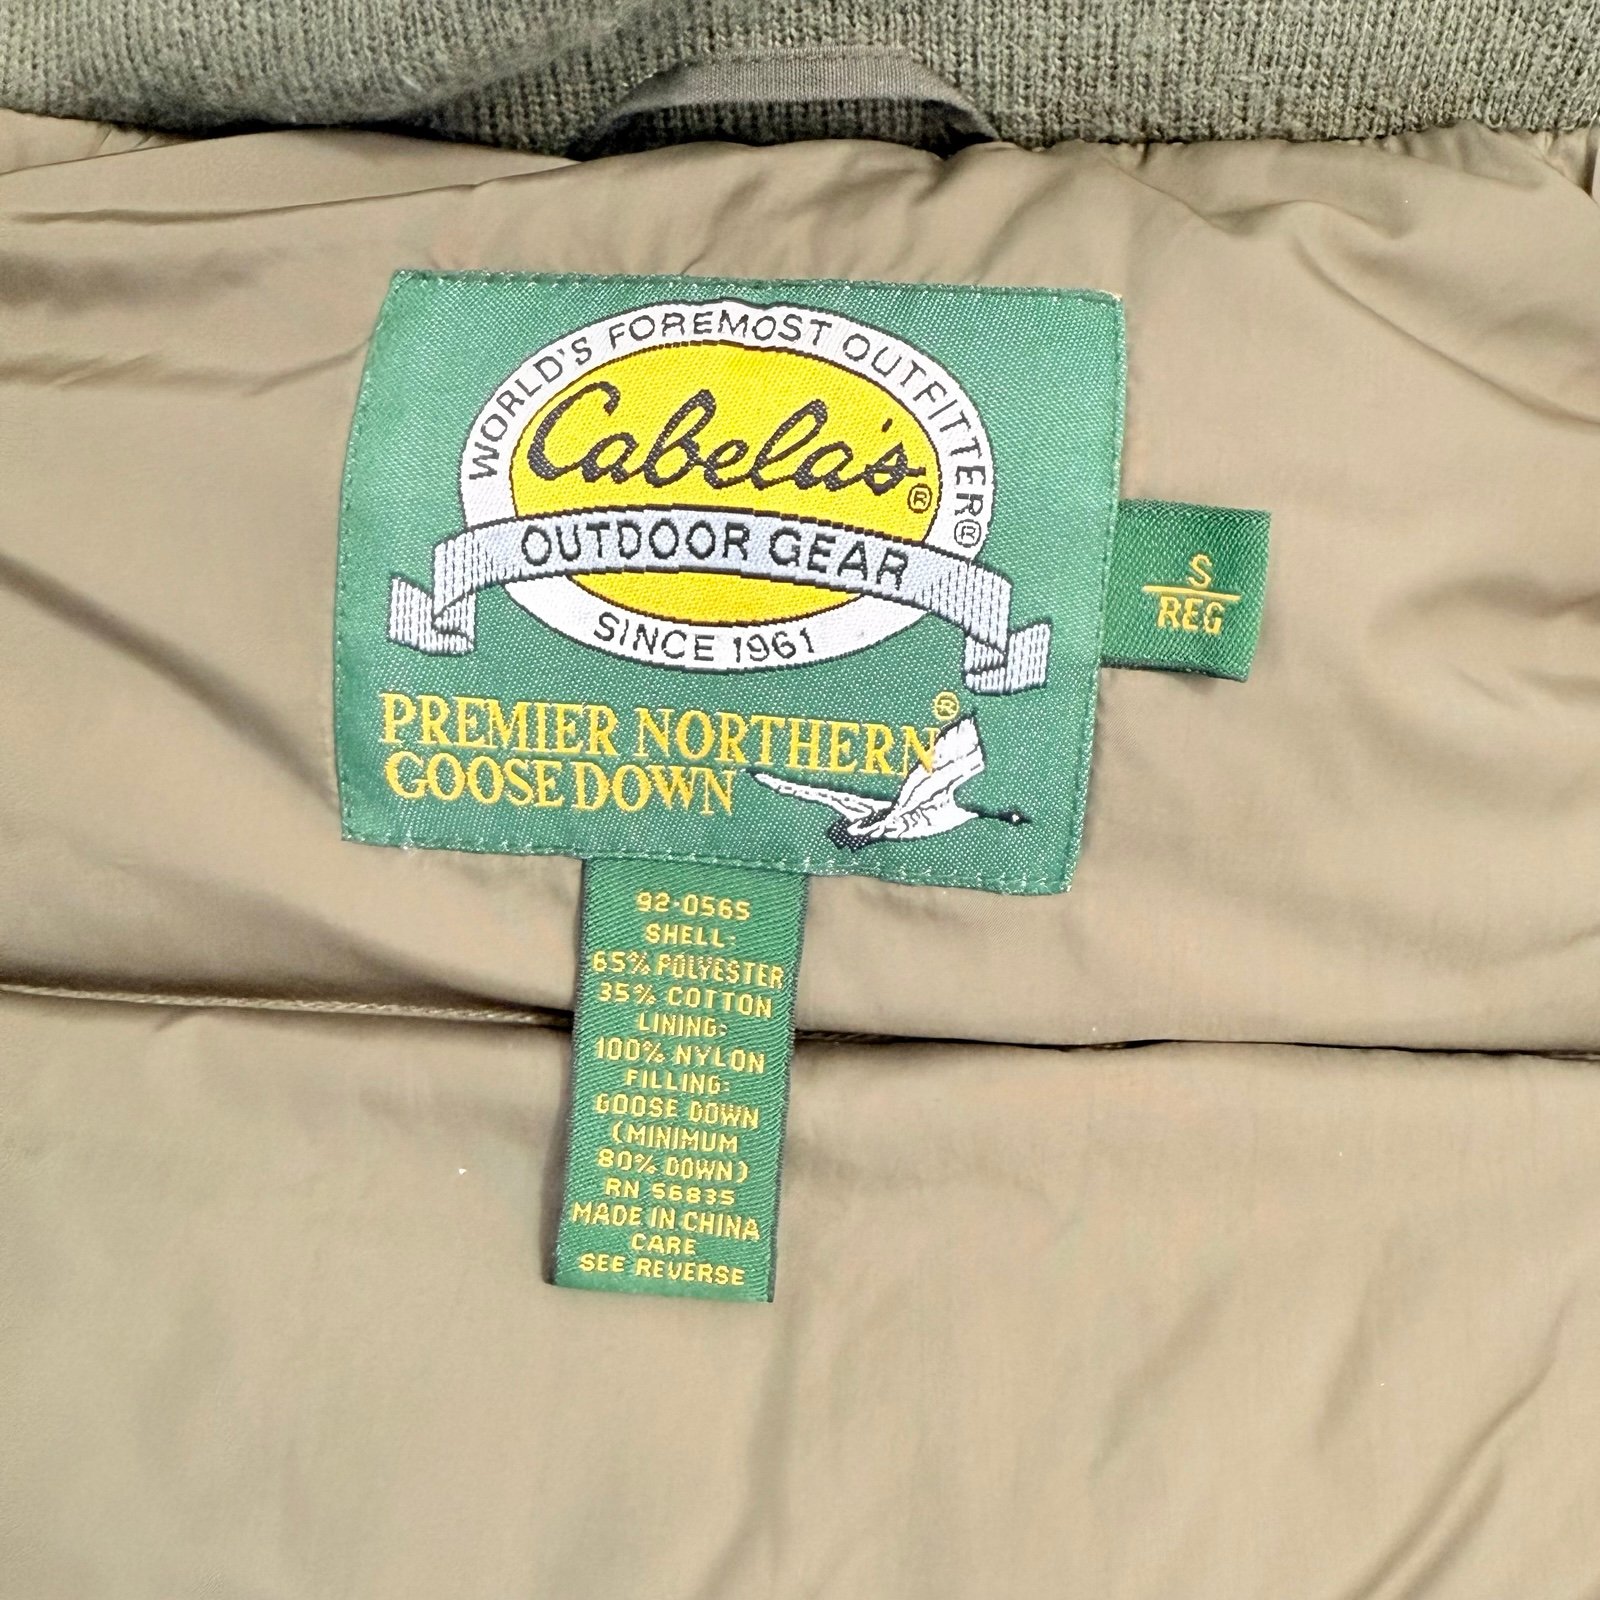 WORLD'S FOREMOST OUTFITTER®
Cabela's®
OUTDOOR GEAR
SINCE 1961
PREMIER NORTHERN®
GOOSE DOWN
S
REG
92-0565
SHELL:
65% POLYESTER
35% COTTON
LINING:
100% NYLON
FILLING:
GOOSE DOWN
(MINIMUM
80% DOWN)
RN 56835
MADE IN CHINA
CARE
SEE REVERSE